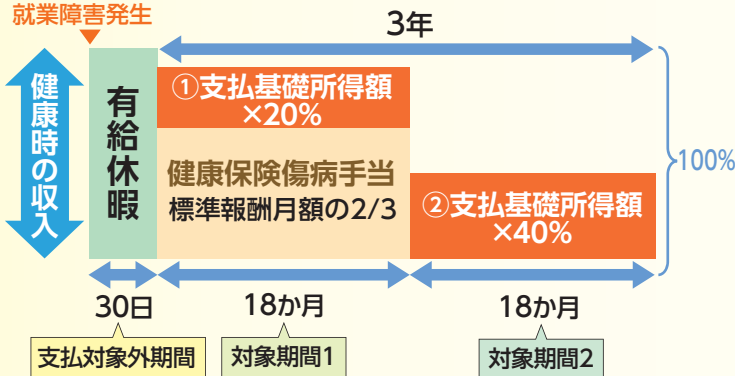 就業障害発生
3年
健康時の収入
有給休暇
①支払基礎所得額
×20%
健康保険傷病手当
標準報酬月額の2/3
②支払基礎所得額
×40%
100%
30日
18か月
18か月
支払対象外期間
対象期間1
対象期間2